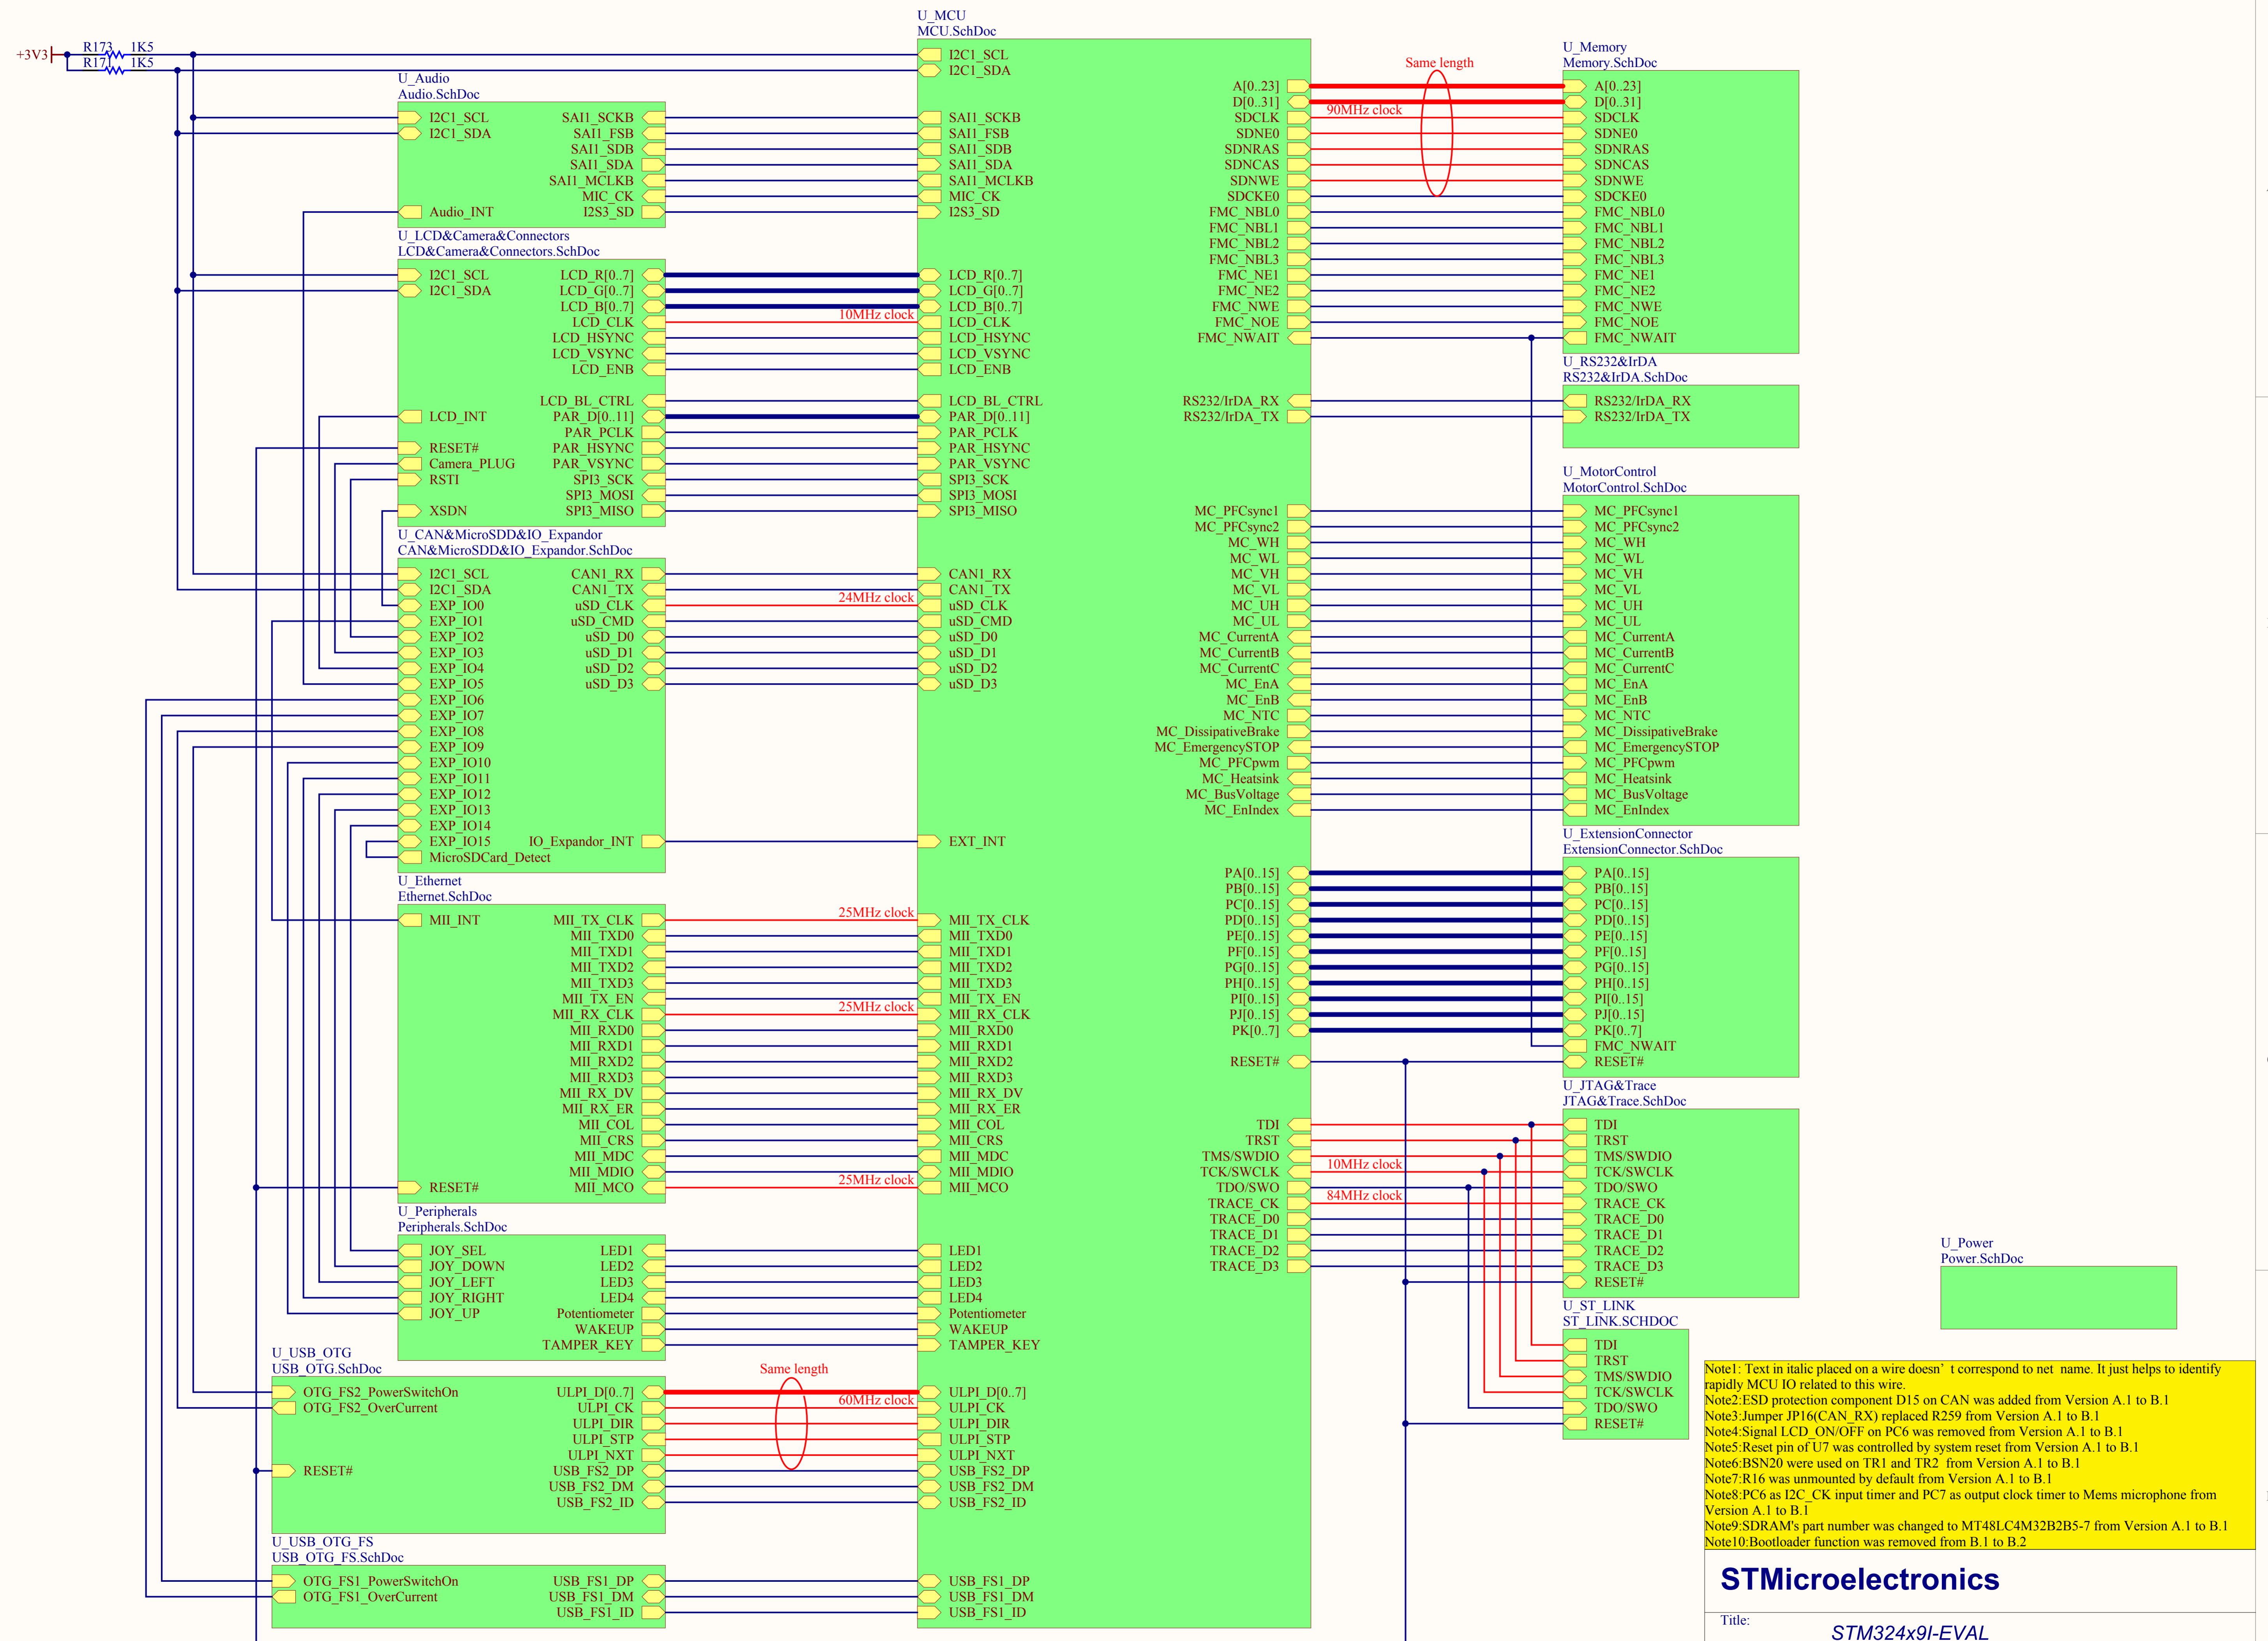 U_MCU
MCU.SchDoc
+3V3
R173 1K5
R171 1K5
I2C1_SCL
I2C1_SDA
U_Audio
Audio.SchDoc
I2C1_SCL SAI1_SCKB SAI1_SCKB
I2C1_SDA SAI1_FSB SAI1_FSB
SAI1_SDB SAI1_SDB
SAI1_SDA SAI1_SDA
SAI1_MCLKB SAI1_MCLKB
MIC_CK MIC_CK
Audio_INT I2S3_SD I2S3_SD
U_LCD&Camera&Connectors
LCD&Camera&Connectors.SchDoc
I2C1_SCL LCD_R[0..7] LCD_R[0..7]
I2C1_SDA LCD_G[0..7] LCD_G[0..7]
LCD_B[0..7] LCD_B[0..7]
LCD_CLK 10MHz clock LCD_CLK
LCD_HSYNC LCD_HSYNC
LCD_VSYNC LCD_VSYNC
LCD_ENB LCD_ENB
LCD_BL_CTRL LCD_BL_CTRL
LCD_INT PAR_D[0..11] PAR_D[0..11]
PAR_PCLK PAR_PCLK
RESET# PAR_HSYNC PAR_HSYNC
Camera_PLUG PAR_VSYNC PAR_VSYNC
RSTI SPI3_SCK SPI3_SCK
SPI3_MOSI SPI3_MOSI
XSDN SPI3_MISO SPI3_MISO
U_CAN&MicroSDD&IO_Expandor
CAN&MicroSDD&IO_Expandor.SchDoc
I2C1_SCL CAN1_RX CAN1_RX
I2C1_SDA CAN1_TX CAN1_TX
EXP_IO0 uSD_CLK 24MHz clock uSD_CLK
EXP_IO1 uSD_CMD uSD_CMD
EXP_IO2 uSD_D0 uSD_D0
EXP_IO3 uSD_D1 uSD_D1
EXP_IO4 uSD_D2 uSD_D2
EXP_IO5 uSD_D3 uSD_D3
EXP_IO6
EXP_IO7
EXP_IO8
EXP_IO9
EXP_IO10
EXP_IO11
EXP_IO12
EXP_IO13
EXP_IO14
EXP_IO15 IO_Expandor_INT EXT_INT
MicroSDCard_Detect
U_Ethernet
Ethernet.SchDoc
MII_INT MII_TX_CLK 25MHz clock MII_TX_CLK
MII_TXD0 MII_TXD0
MII_TXD1 MII_TXD1
MII_TXD2 MII_TXD2
MII_TXD3 MII_TXD3
MII_TX_EN MII_TX_EN
MII_RX_CLK 25MHz clock MII_RX_CLK
MII_RXD0 MII_RXD0
MII_RXD1 MII_RXD1
MII_RXD2 MII_RXD2
MII_RXD3 MII_RXD3
MII_RX_DV MII_RX_DV
MII_RX_ER MII_RX_ER
MII_COL MII_COL
MII_CRS MII_CRS
MII_MDC MII_MDC
MII_MDIO MII_MDIO
RESET# MII_MCO 25MHz clock MII_MCO
U_Peripherals
Peripherals.SchDoc
JOY_SEL LED1 LED1
JOY_DOWN LED2 LED2
JOY_LEFT LED3 LED3
JOY_RIGHT LED4 LED4
JOY_UP Potentiometer Potentiometer
WAKEUP WAKEUP
TAMPER_KEY TAMPER_KEY
U_USB_OTG
USB_OTG.SchDoc
Same length
OTG_FS2_PowerSwitchOn ULPI_D[0..7] ULPI_D[0..7]
OTG_FS2_OverCurrent ULPI_CK 60MHz clock ULPI_CK
ULPI_DIR ULPI_DIR
ULPI_STP ULPI_STP
ULPI_NXT ULPI_NXT
RESET# USB_FS2_DP USB_FS2_DP
USB_FS2_DM USB_FS2_DM
USB_FS2_ID USB_FS2_ID
U_USB_OTG_FS
USB_OTG_FS.SchDoc
OTG_FS1_PowerSwitchOn USB_FS1_DP USB_FS1_DP
OTG_FS1_OverCurrent USB_FS1_DM USB_FS1_DM
USB_FS1_ID USB_FS1_ID
U_Memory
Memory.SchDoc
Same length
A[0..23] A[0..23]
D[0..31] D[0..31]
SDCLK 90MHz clock SDCLK
SDNE0 SDNE0
SDNRAS SDNRAS
SDNCAS SDNCAS
SDNWE SDNWE
SDCKE0 SDCKE0
FMC_NBL0 FMC_NBL0
FMC_NBL1 FMC_NBL1
FMC_NBL2 FMC_NBL2
FMC_NBL3 FMC_NBL3
FMC_NE1 FMC_NE1
FMC_NE2 FMC_NE2
FMC_NWE FMC_NWE
FMC_NOE FMC_NOE
FMC_NWAIT FMC_NWAIT
U_RS232&IrDA
RS232&IrDA.SchDoc
RS232/IrDA_RX RS232/IrDA_RX
RS232/IrDA_TX RS232/IrDA_TX
U_MotorControl
MotorControl.SchDoc
MC_PFCsync1 MC_PFCsync1
MC_PFCsync2 MC_PFCsync2
MC_WH MC_WH
MC_WL MC_WL
MC_VH MC_VH
MC_VL MC_VL
MC_UH MC_UH
MC_UL MC_UL
MC_CurrentA MC_CurrentA
MC_CurrentB MC_CurrentB
MC_CurrentC MC_CurrentC
MC_EnA MC_EnA
MC_EnB MC_EnB
MC_NTC MC_NTC
MC_DissipativeBrake MC_DissipativeBrake
MC_EmergencySTOP MC_EmergencySTOP
MC_PFCpwm MC_PFCpwm
MC_Heatsink MC_Heatsink
MC_BusVoltage MC_BusVoltage
MC_EnIndex MC_EnIndex
U_ExtensionConnector
ExtensionConnector.SchDoc
PA[0..15] PA[0..15]
PB[0..15] PB[0..15]
PC[0..15] PC[0..15]
PD[0..15] PD[0..15]
PE[0..15] PE[0..15]
PF[0..15] PF[0..15]
PG[0..15] PG[0..15]
PH[0..15] PH[0..15]
PI[0..15] PI[0..15]
PJ[0..15] PJ[0..15]
PK[0..7] PK[0..7]
FMC_NWAIT
RESET# RESET#
U_JTAG&Trace
JTAG&Trace.SchDoc
TDI TDI
TRST TRST
TMS/SWDIO TMS/SWDIO
TCK/SWCLK 10MHz clock TCK/SWCLK
TDO/SWO TDO/SWO
TRACE_CK 84MHz clock TRACE_CK
TRACE_D0 TRACE_D0
TRACE_D1 TRACE_D1
TRACE_D2 TRACE_D2
TRACE_D3 TRACE_D3
RESET#
U_ST_LINK
ST_LINK.SCHDOC
TDI
TRST
TMS/SWDIO
TCK/SWCLK
TDO/SWO
RESET#
U_Power
Power.SchDoc
Note1: Text in italic placed on a wire doesn’ t correspond to net name. It just helps to identify
rapidly MCU IO related to this wire.
Note2:ESD protection component D15 on CAN was added from Version A.1 to B.1
Note3:Jumper JP16(CAN_RX) replaced R259 from Version A.1 to B.1
Note4:Signal LCD_ON/OFF on PC6 was removed from Version A.1 to B.1
Note5:Reset pin of U7 was controlled by system reset from Version A.1 to B.1
Note6:BSN20 were used on TR1 and TR2 from Version A.1 to B.1
Note7:R16 was unmounted by default from Version A.1 to B.1
Note8:PC6 as I2C_CK input timer and PC7 as output clock timer to Mems microphone from
Version A.1 to B.1
Note9:SDRAM's part number was changed to MT48LC4M32B2B5-7 from Version A.1 to B.1
Note10:Bootloader function was removed from B.1 to B.2
STMicroelectronics
Title:
STM324x9I-EVAL